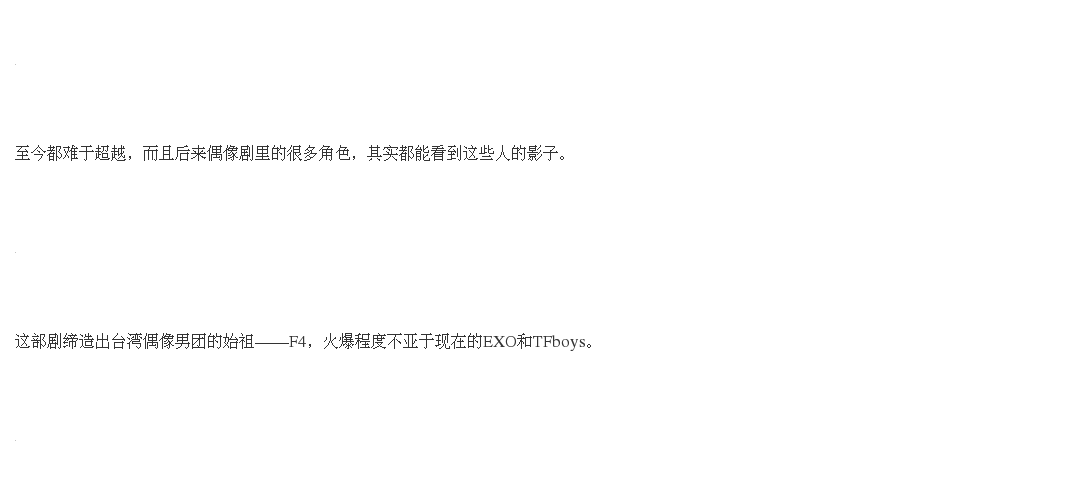 至今都难于超越，而且后来偶像剧里的很多角色，其实都能看到这些人的影子。
这部剧缔造出台湾偶像男团的始祖——F4，火爆程度不亚于现在的EXO和TFboys。